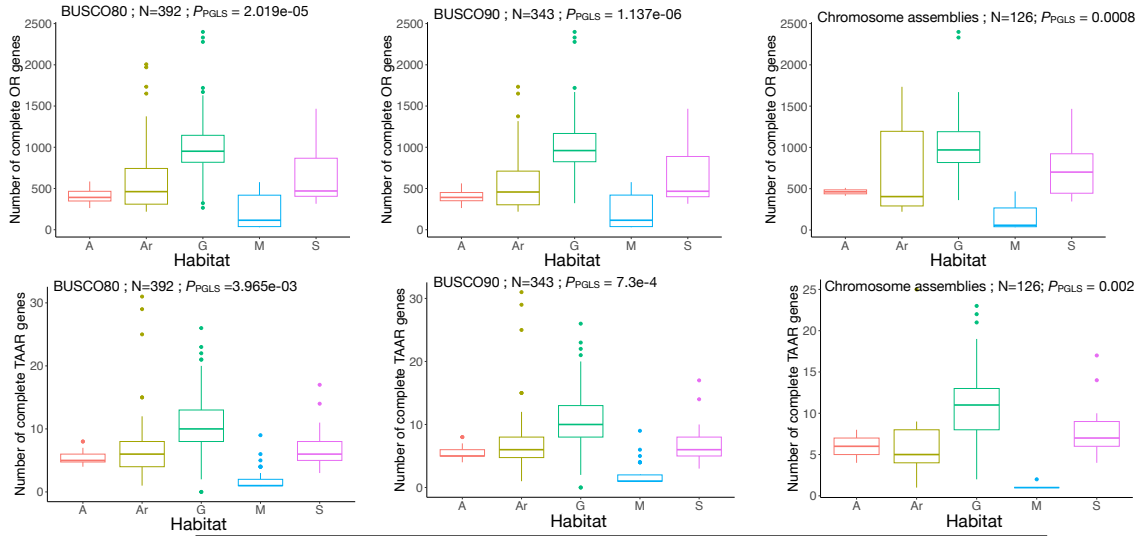 BUSCO80 ; N=392 ; PPGLS = 2.019e-05
Number of complete OR genes
2500
2000
1500
1000
500
0
A Ar G M S
Habitat
BUSCO90 ; N=343 ; PPGLS = 1.137e-06
Number of complete OR genes
2500
2000
1500
1000
500
0
A Ar G M S
Habitat
Chromosome assemblies ; N=126; PPGLS = 0.0008
Number of complete OR genes
2500
2000
1500
1000
500
0
A Ar G M S
Habitat
BUSCO80 ; N=392 ; PPGLS =3.965e-03
Number of complete TAAR genes
30
20
10
0
A Ar G M S
Habitat
BUSCO90 ; N=343 ; PPGLS = 7.3e-4
Number of complete TAAR genes
30
20
10
0
A Ar G M S
Habitat
Chromosome assemblies ; N=126; PPGLS = 0.002
Number of complete TAAR genes
25
20
15
10
5
0
A Ar G M S
Habitat